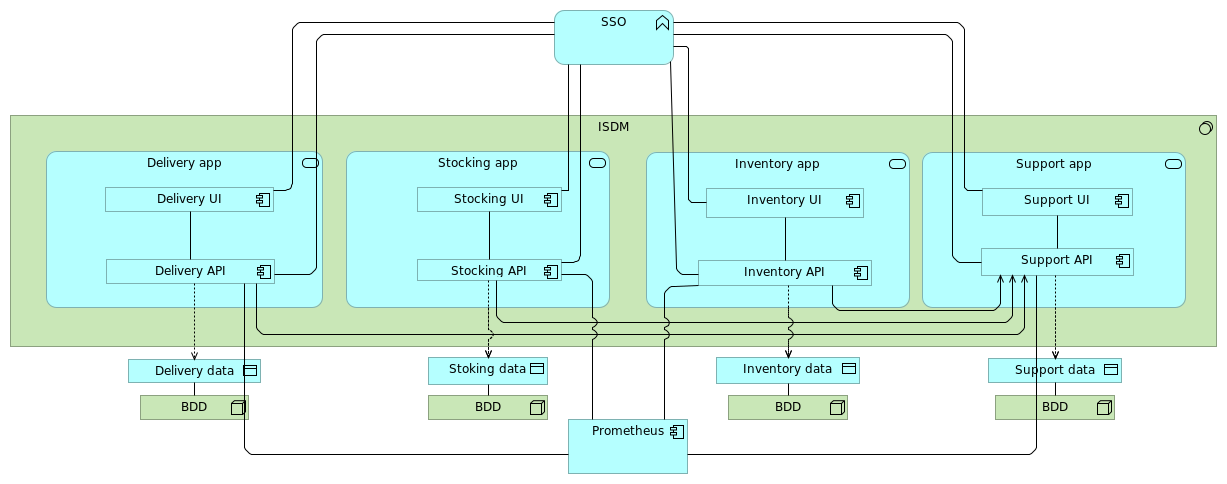 SSO
ISDM
Delivery app
Stocking app
Inventory app
Support app
Delivery UI
Stocking UI
Inventory UI
Support UI
Delivery API
Stocking API
Inventory API
Support API
Delivery data
Stoking data
Inventory data
Support data
BDD
BDD
BDD
BDD
Prometheus